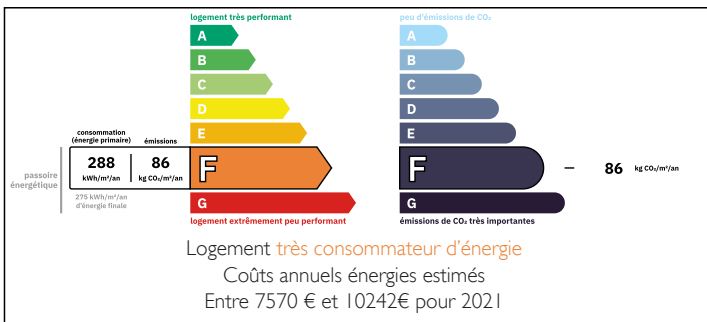 logement très performant
A
B
C
D
E
consommation
(énergie primaire)
émissions
288
kWh/m²/an
86
kg CO₂/m²/an
F
passoire
énergétique
275 kWh/m²/an
d'énergie finale
G
logement extrêmement peu performant
peu d'émissions de CO₂
A
B
C
D
E
F
86 kg CO₂/m²/an
G
émissions de CO₂ très importantes
Logement très consommateur d'énergie
Coûts annuels énergies estimés
Entre 7570 € et 10242€ pour 2021